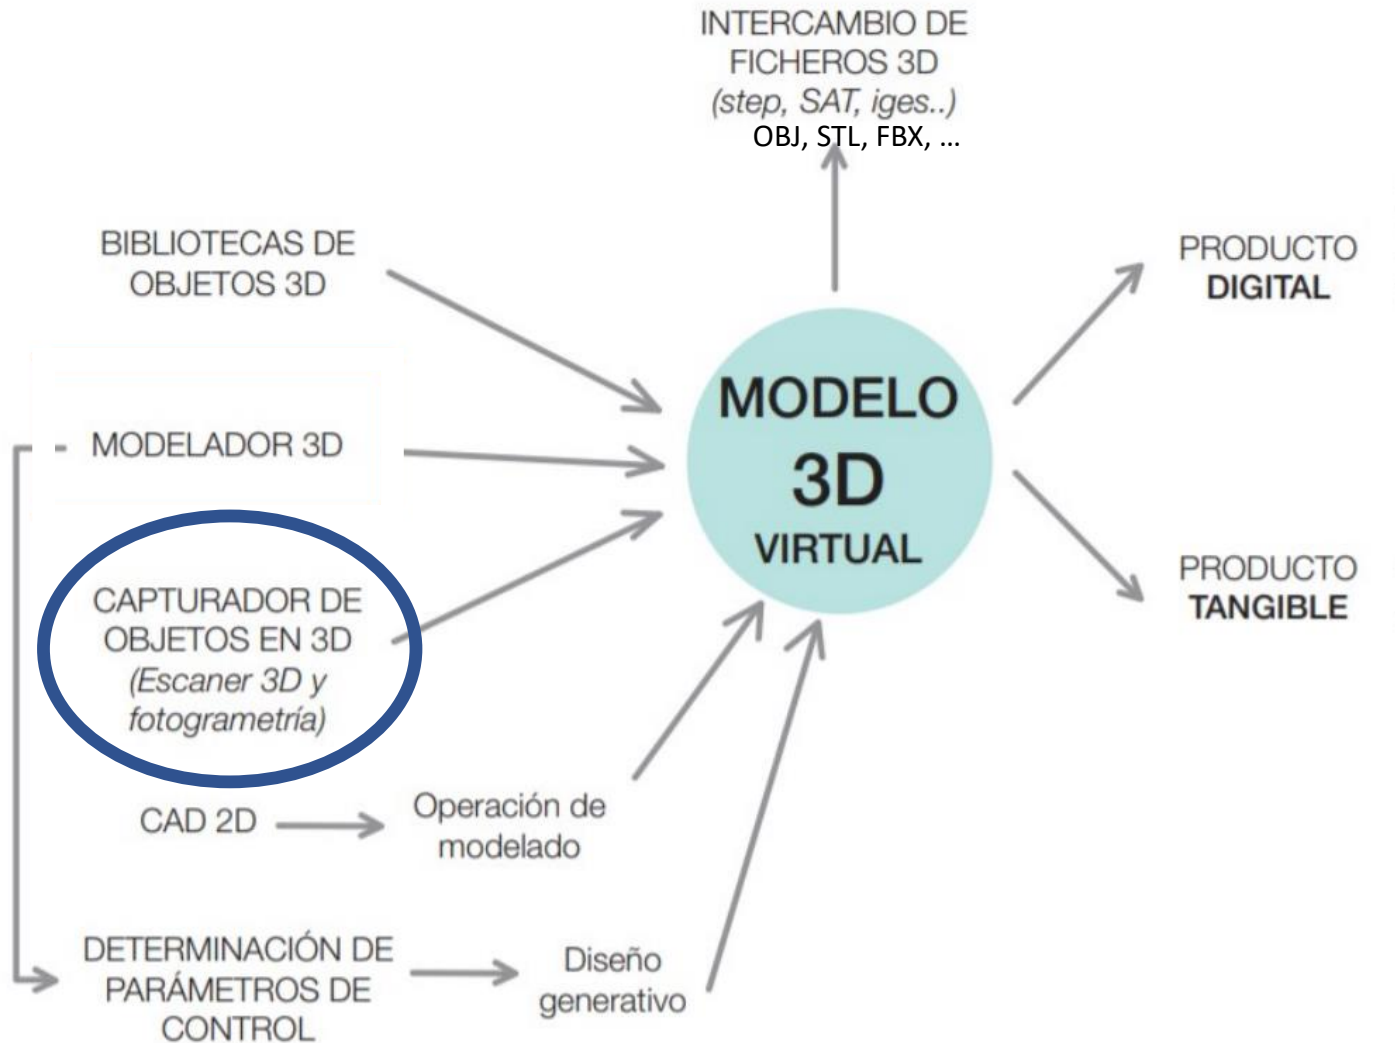 INTERCAMBIO DE
FICHEROS 3D
(step, SAT, iges..)
OBJ, STL, FBX, ...
BIBLIOTECAS DE
OBJETOS 3D
PRODUCTO
DIGITAL
MODELADOR 3D
MODELO
3D
VIRTUAL
CAPTURADOR DE
OBJETOS EN 3D
(Escaner 3D y
fotogrametría)
PRODUCTO
TANGIBLE
CAD 2D
Operación de
modelado
DETERMINACIÓN DE
PARÁMETROS DE
CONTROL
Diseño
generativo